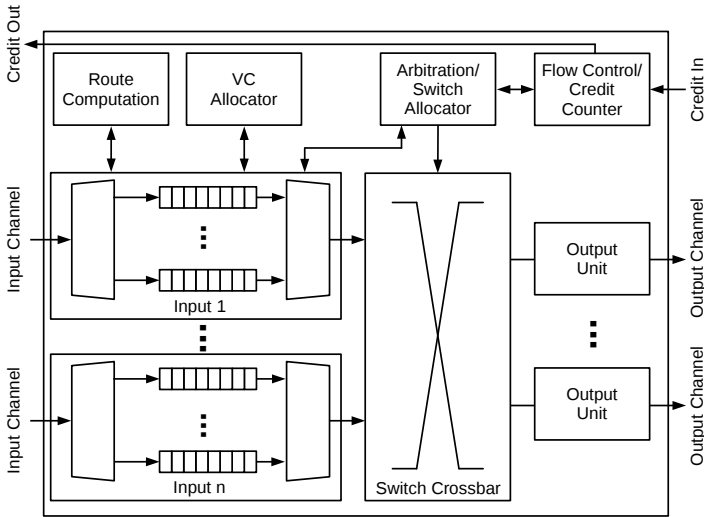 Credit Out
Route
Computation
VC
Allocator
Arbitration/
Switch
Allocator
Flow Control/
Credit
Counter
Credit In
Input Channel
Input 1
Output
Unit
Output Channel
Input Channel
Input n
Switch Crossbar
Output
Unit
Output Channel